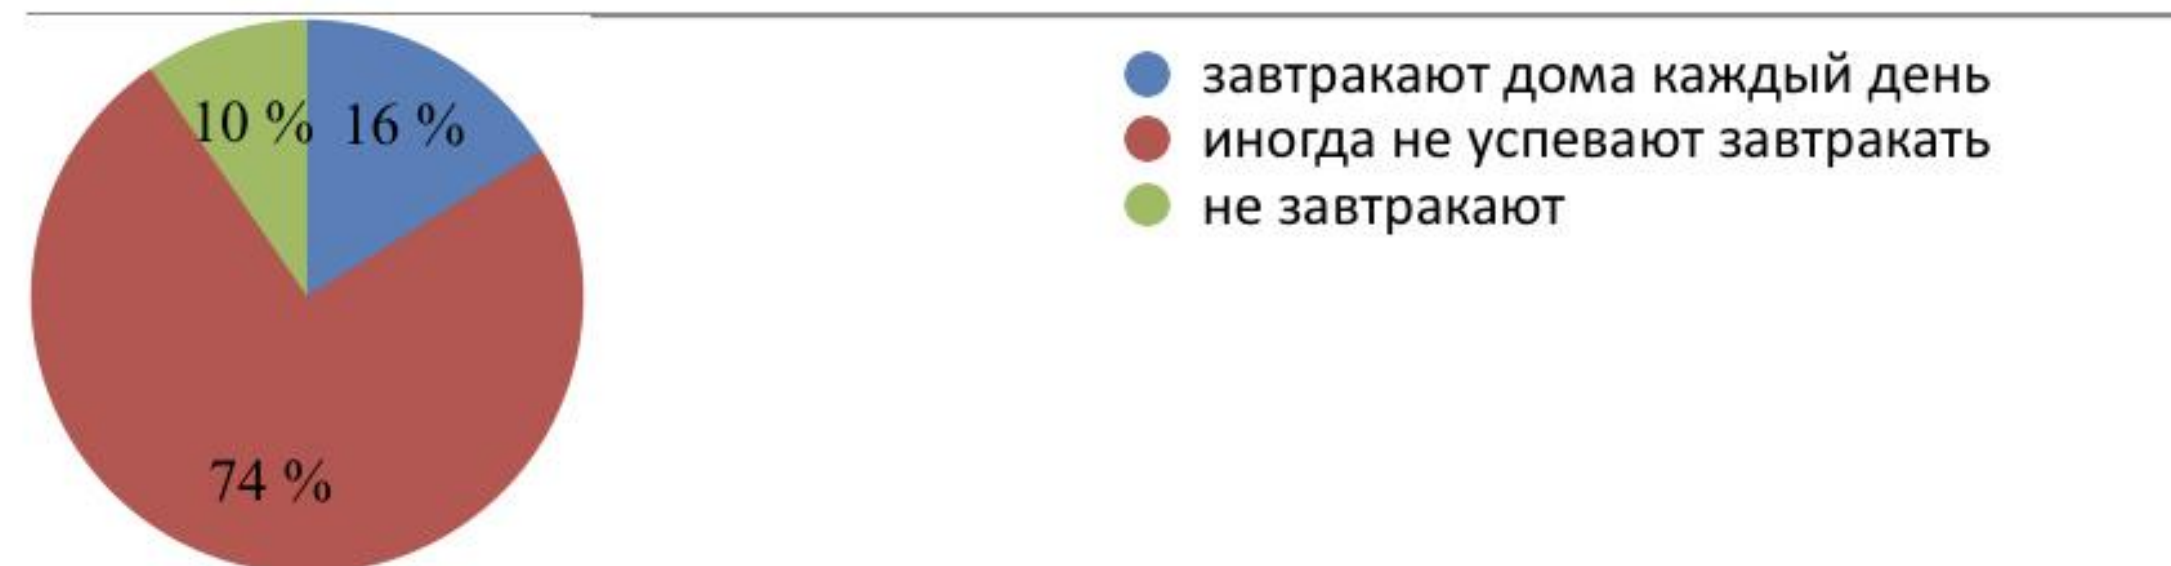 10 % 16 %
74 %
завтракают дома каждый день
иногда не успевают завтракать
не завтракают